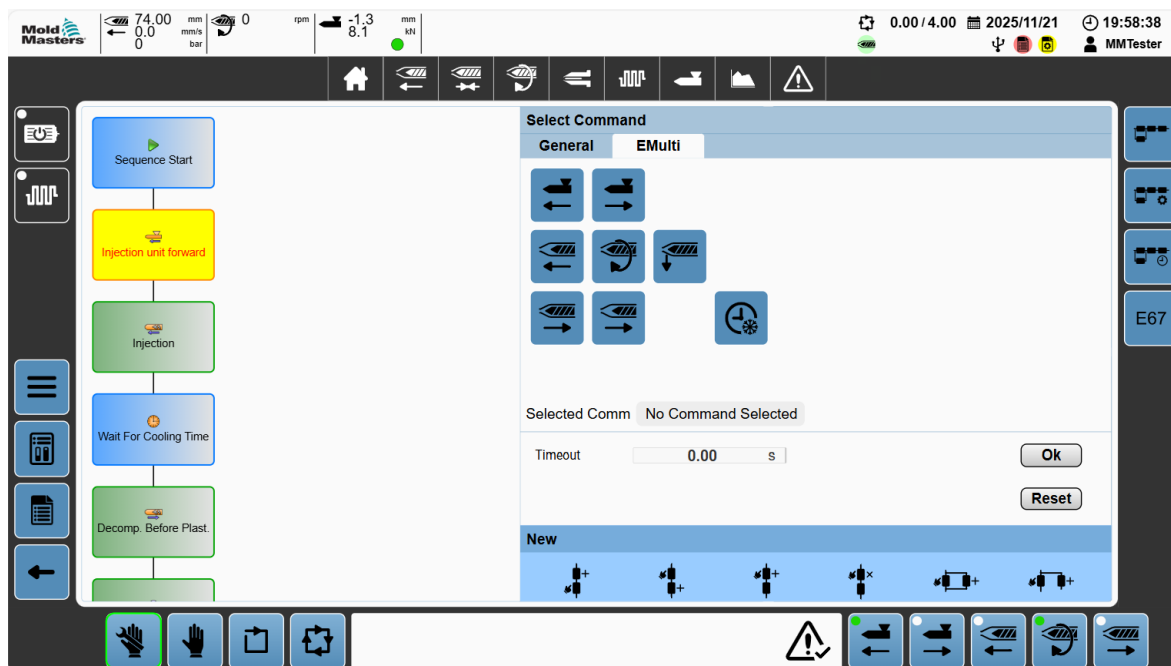 Mold
Masters
74.00 mm
0.0 mm/s
0 bar
0 rpm
-1.3 mm
8.1 kN
0.00 / 4.00
2025/11/21
19:58:38
MMTester
Sequence Start
Injection unit forward
Injection
Wait For Cooling Time
Decomp. Before Plast.
Select Command
General EMulti
Selected Comm No Command Selected
Timeout 0.00 s
Ok
Reset
New
E67